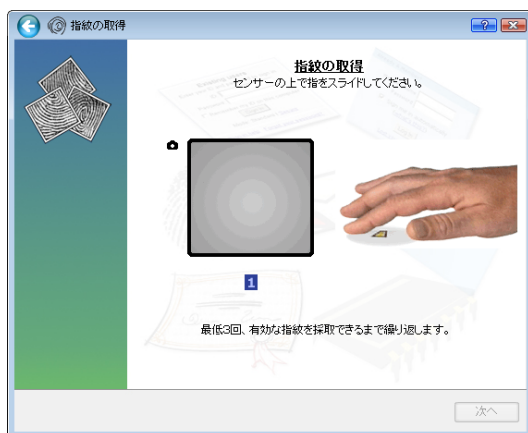 指紋の取得
指紋の取得
センサーの上で指をスライドしてください。
1
最低3回、有効な指紋を採取できるまで繰り返します。
次へ